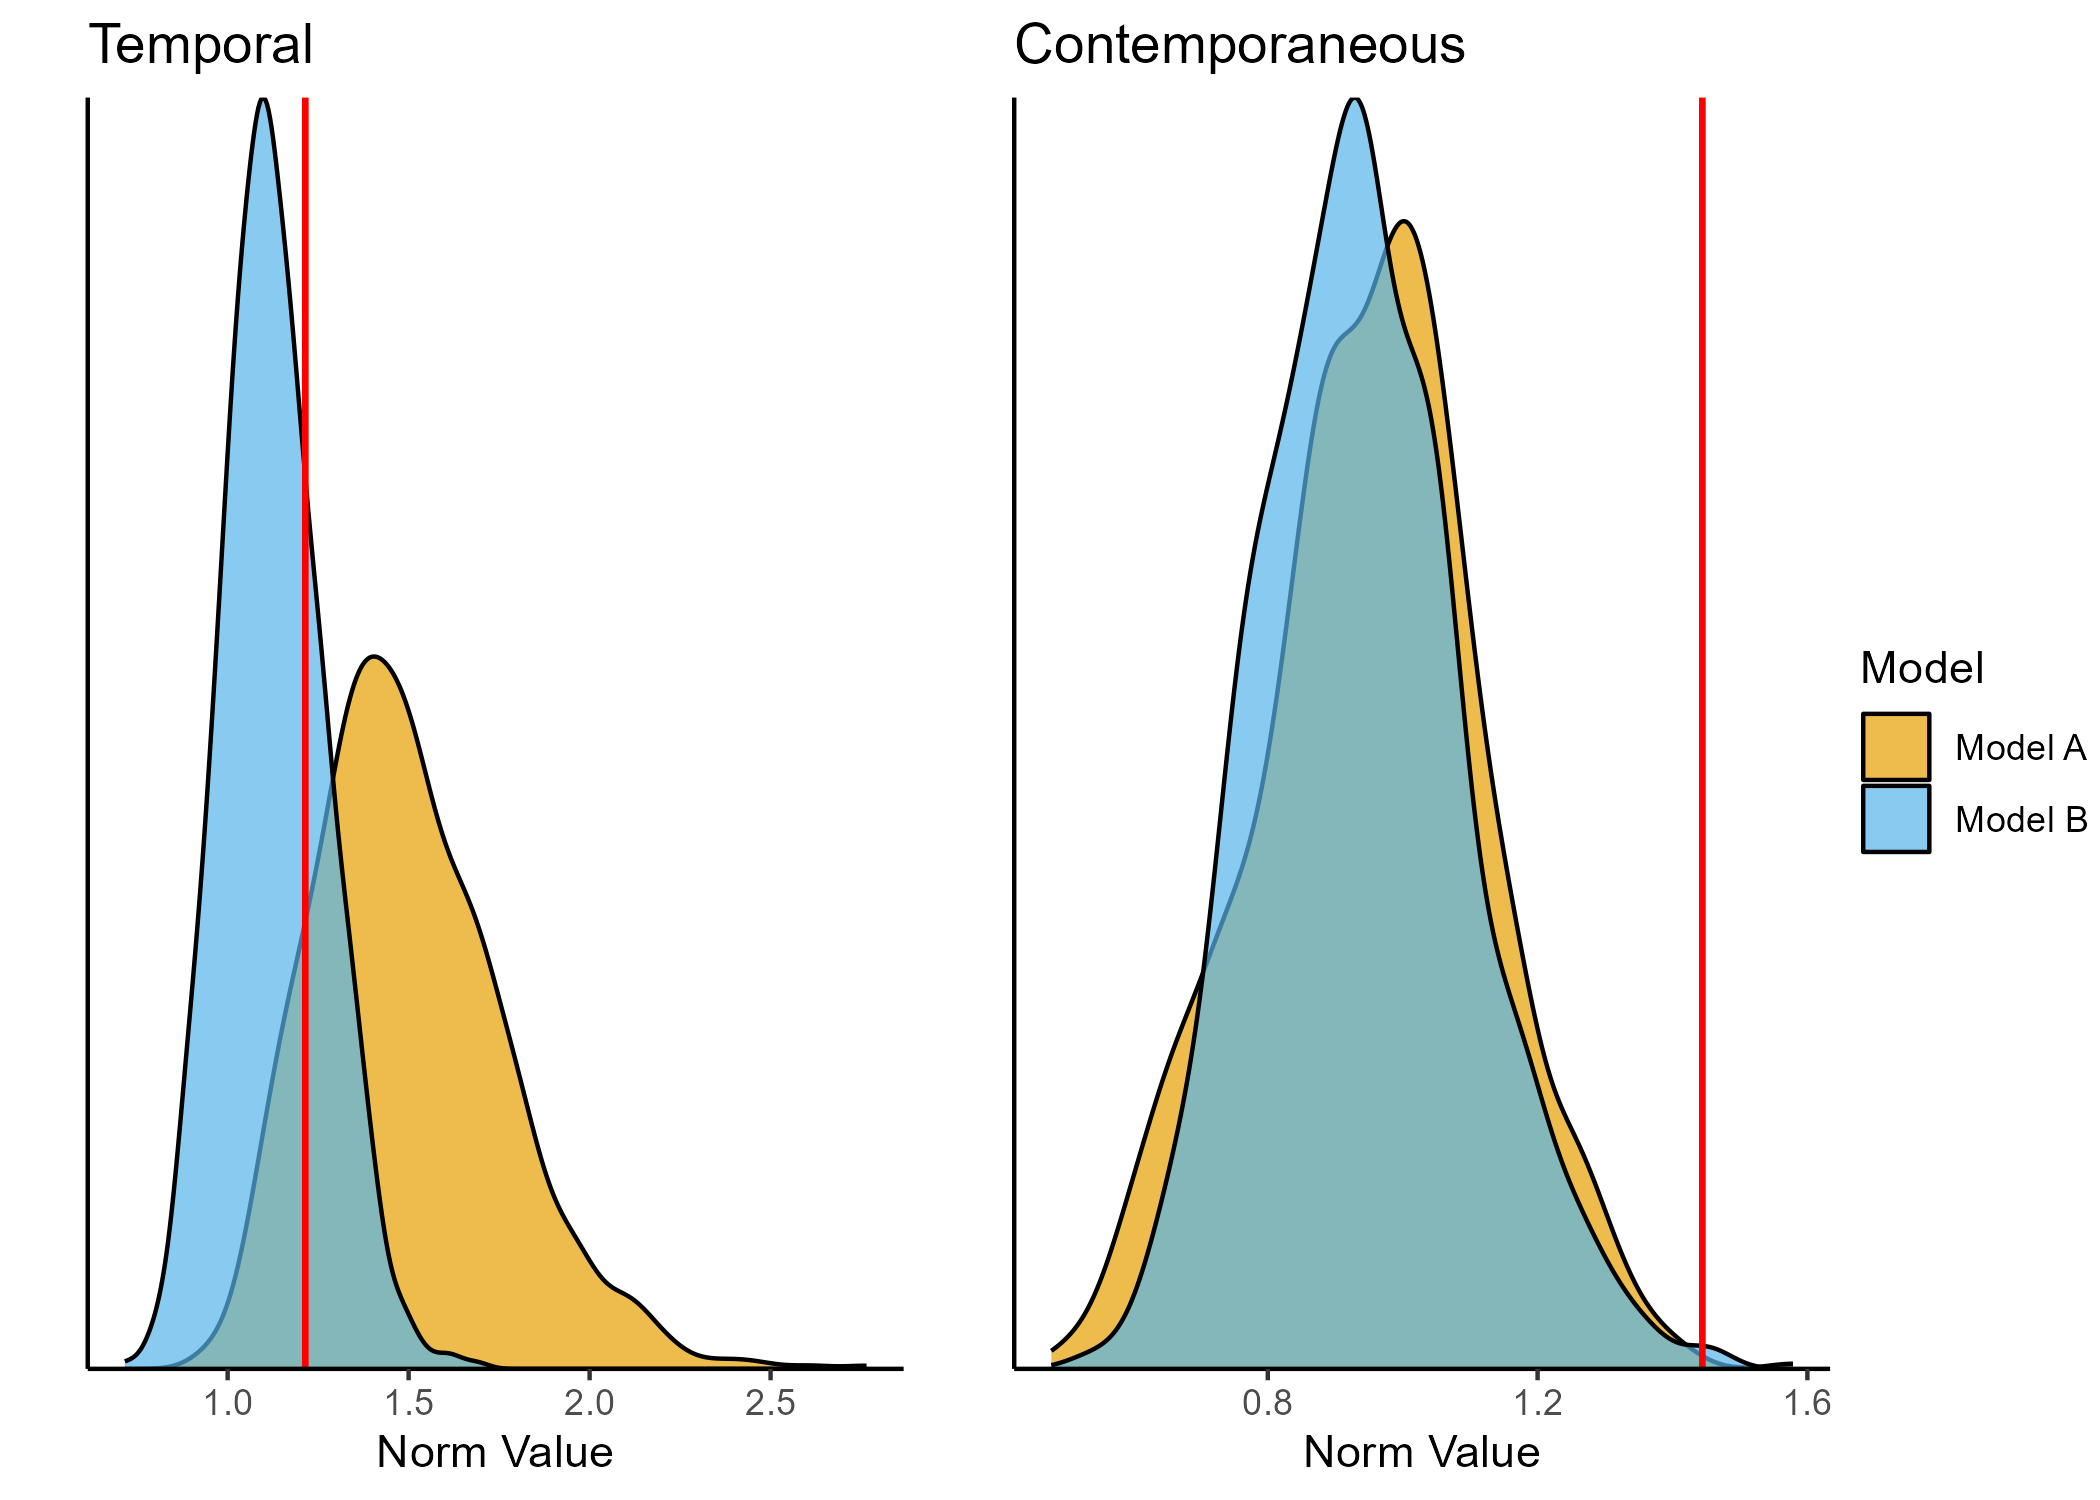 Temporal
Contemporaneous
1.0 1.5 2.0 2.5
Norm Value
0.8 1.2 1.6
Norm Value
Model
Model A
Model B